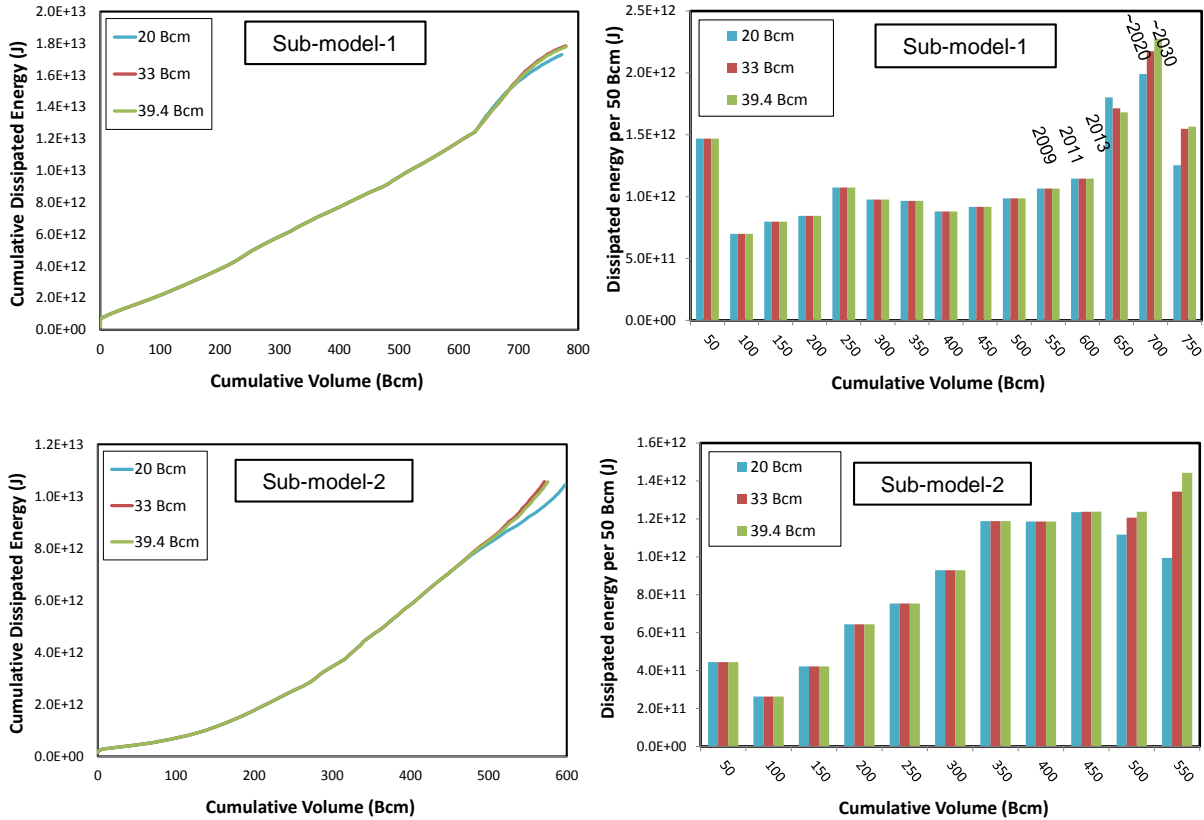 Cumulative Dissipated Energy (J)
2.0E+13
1.8E+13
1.6E+13
1.4E+13
1.2E+13
1.0E+13
8.0E+12
6.0E+12
4.0E+12
2.0E+12
0.0E+00
20 Bcm
33 Bcm
39.4 Bcm
Sub-model-1
0 100 200 300 400 500 600 700 800
Cumulative Volume (Bcm)
Dissipated energy per 50 Bcm (J)
2.5E+12
2.0E+12
1.5E+12
1.0E+12
5.0E+11
0.0E+00
20 Bcm
33 Bcm
39.4 Bcm
Sub-model-1
2009
2011
2013
~2020
~2030
50 100 150 200 250 300 350 400 450 500 550 600 650 700 750
Cumulative Volume (Bcm)
Cumulative Dissipated Energy (J)
1.2E+13
1.0E+13
8.0E+12
6.0E+12
4.0E+12
2.0E+12
0.0E+00
20 Bcm
33 Bcm
39.4 Bcm
Sub-model-2
0 100 200 300 400 500 600
Cumulative Volume (Bcm)
Dissipated energy per 50 Bcm (J)
1.6E+12
1.4E+12
1.2E+12
1.0E+12
8.0E+11
6.0E+11
4.0E+11
2.0E+11
0.0E+00
20 Bcm
33 Bcm
39.4 Bcm
Sub-model-2
50 100 150 200 250 300 350 400 450 500 550
Cumulative Volume (Bcm)